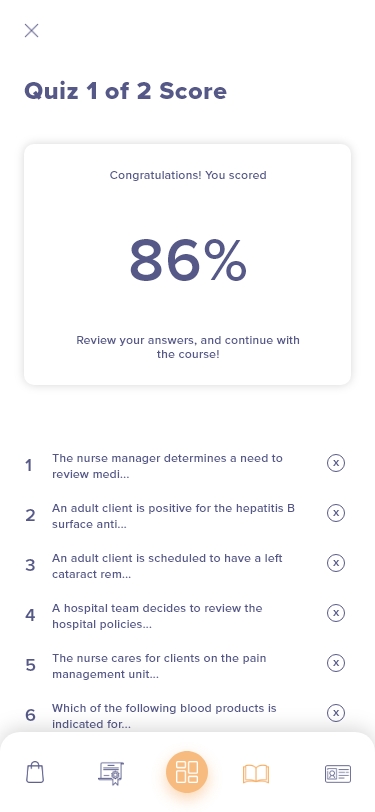 Quiz 1 of 2 Score
Congratulations! You scored
86%
Review your answers, and continue with
the course!
1 The nurse manager determines a need to
review medi...
x
2 An adult client is positive for the hepatitis B
surface anti...
x
3 An adult client is scheduled to have a left
cataract rem...
x
4 A hospital team decides to review the
hospital policies...
x
5 The nurse cares for clients on the pain
management unit...
x
6 Which of the following blood products is
indicated for...
x